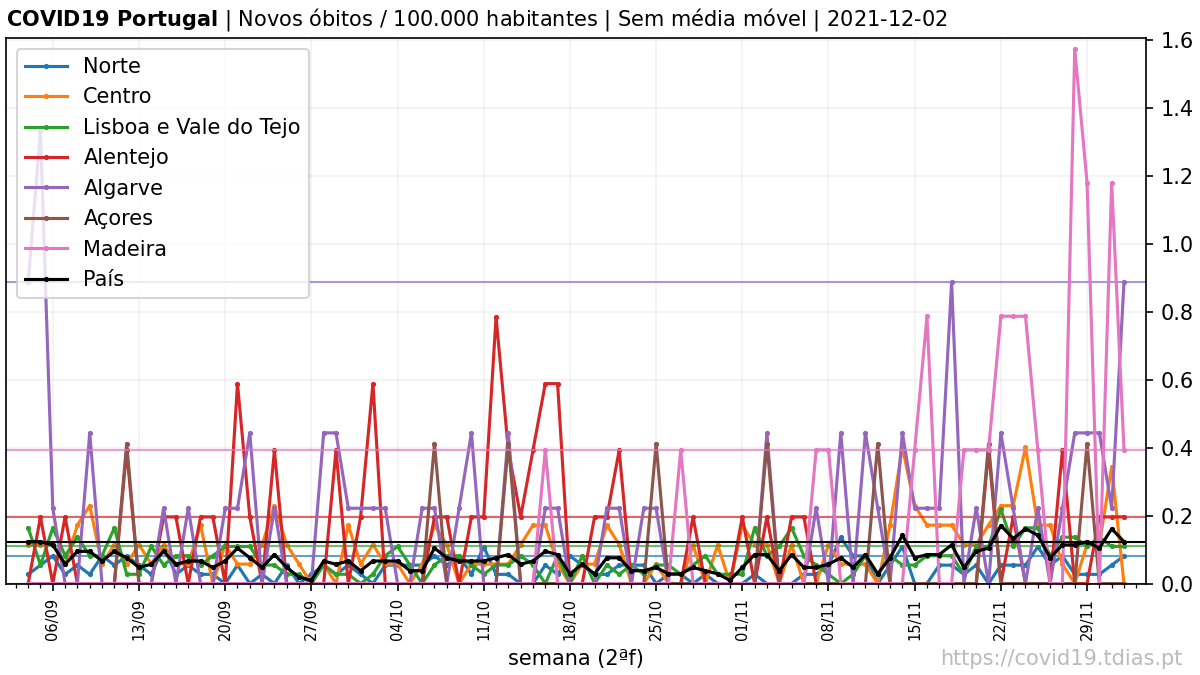 COVID19 Portugal | Novos óbitos / 100.000 habitantes | Sem média móvel | 2021-12-02
Norte
Centro
Lisboa e Vale do Tejo
Alentejo
Algarve
Açores
Madeira
País
1.6
1.4
1.2
1.0
0.8
0.6
0.4
0.2
0.0
06/09
13/09
20/09
27/09
04/10
11/10
18/10
25/10
01/11
08/11
15/11
22/11
29/11
semana (2ªf)
https://covid19.tdias.pt